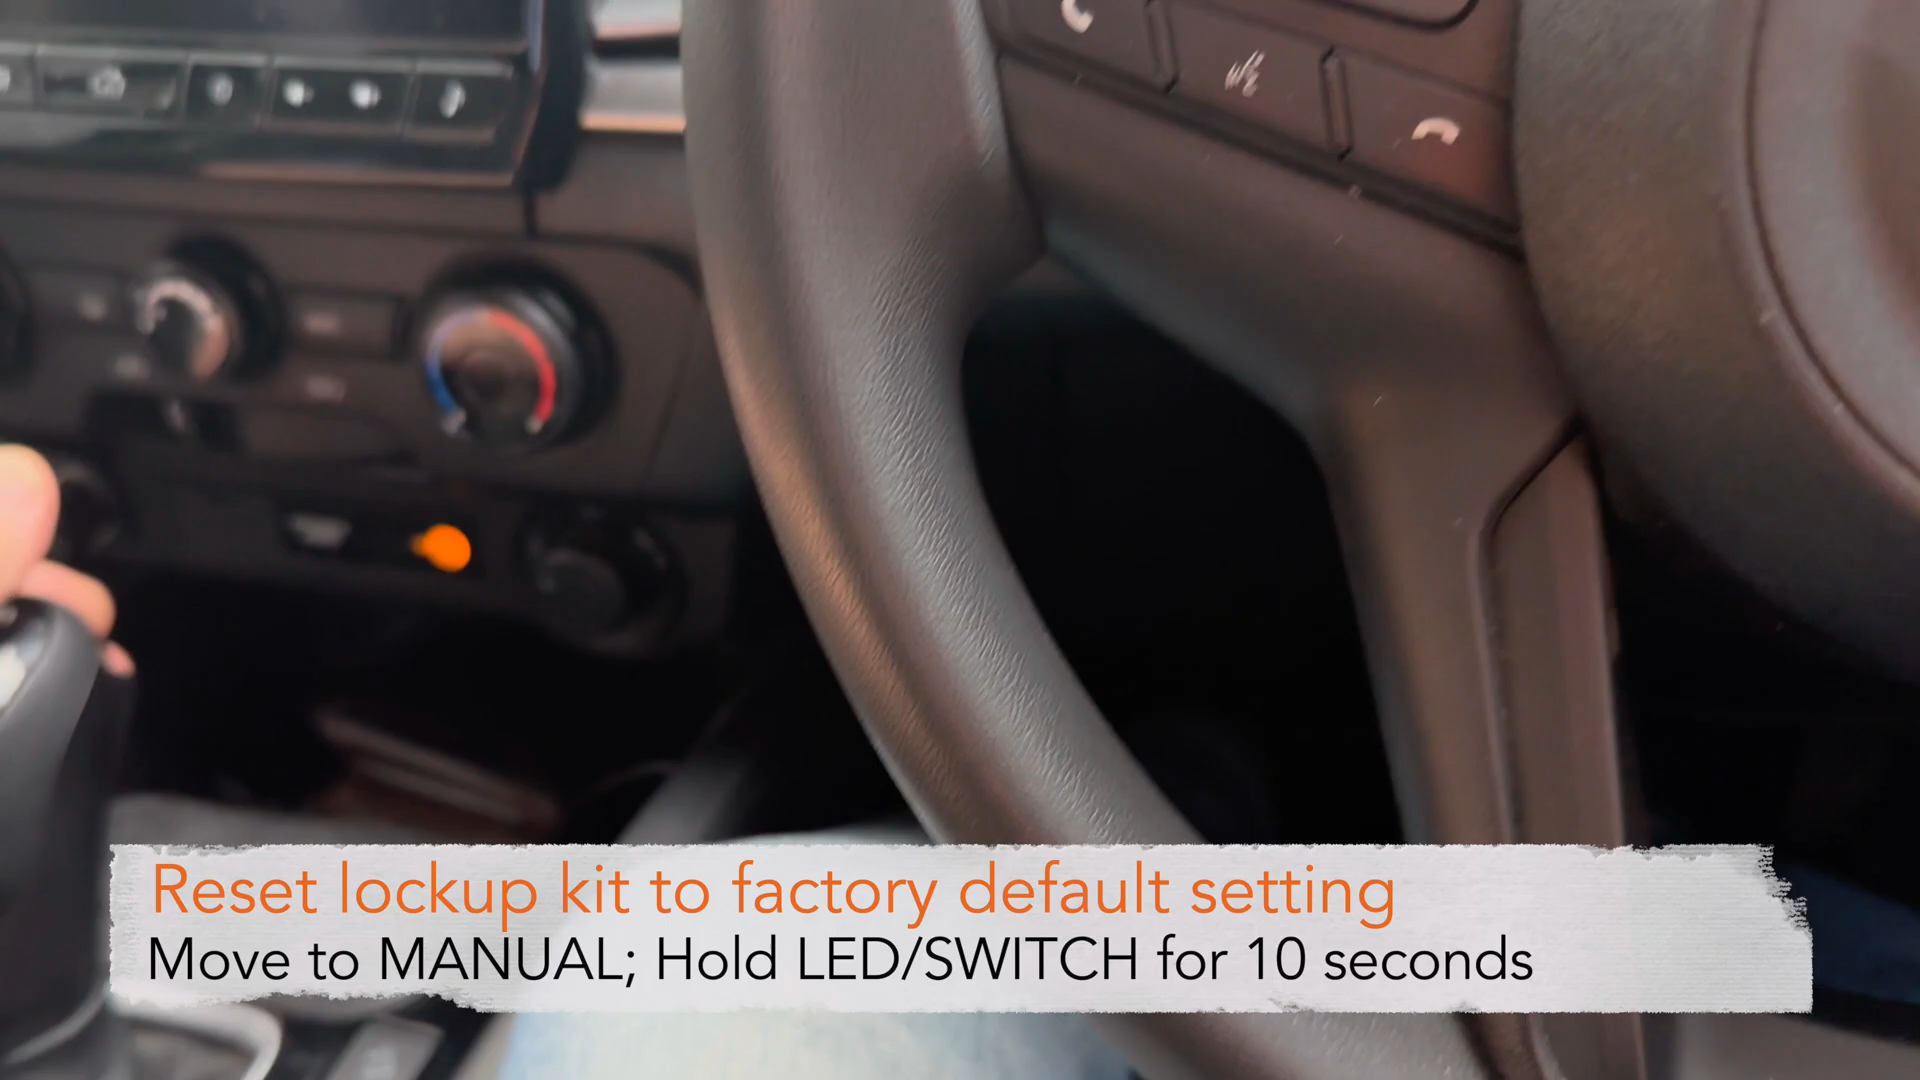 Reset lockup kit to factory default setting
Move to MANUAL; Hold LED/SWITCH for 10 seconds